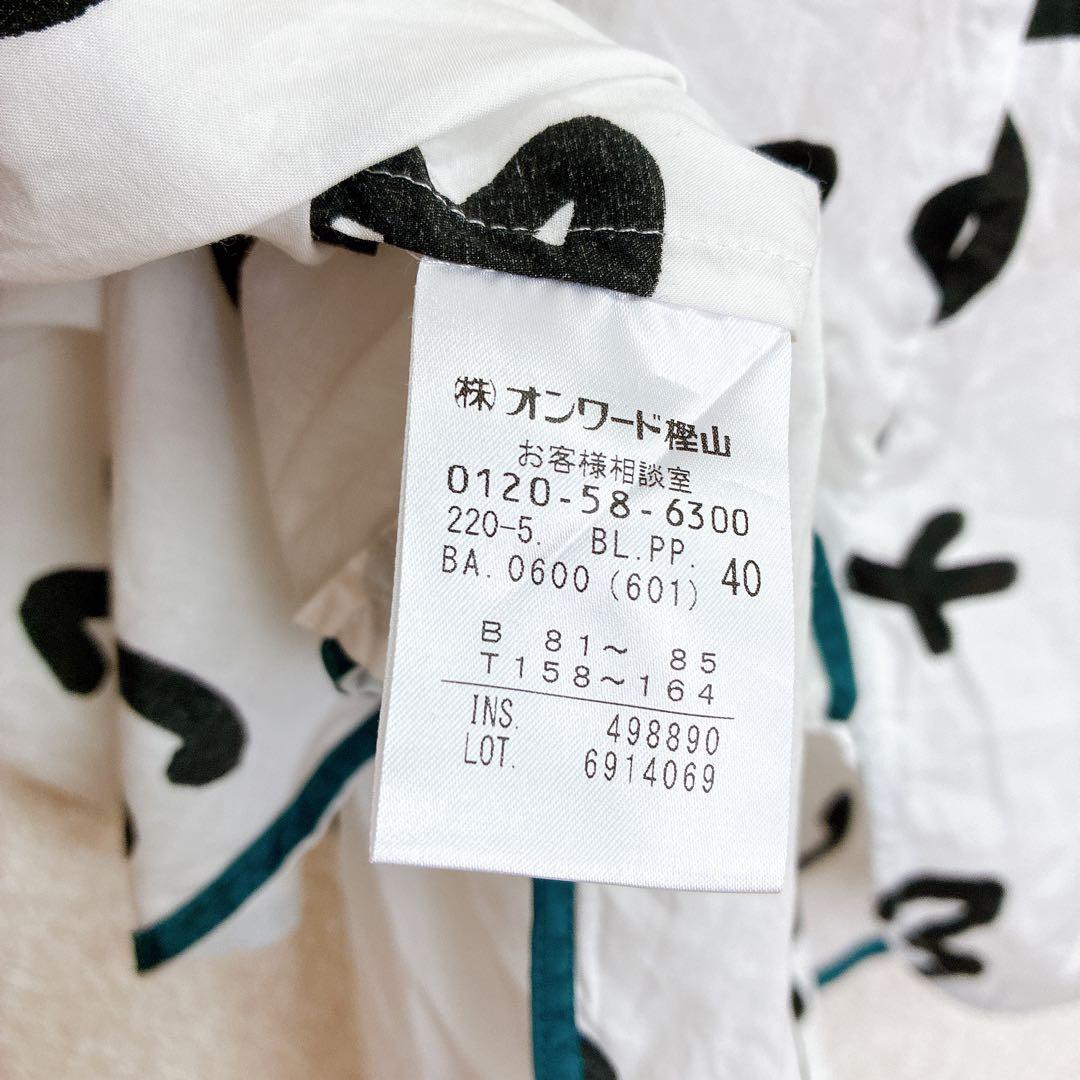 (株)オンワード樫山
お客様相談室
0120-58-6300
220-5. BL.PP.
BA.0600(601) 40
B 81～ 85
T158～164
INS. 498890
LOT. 6914069